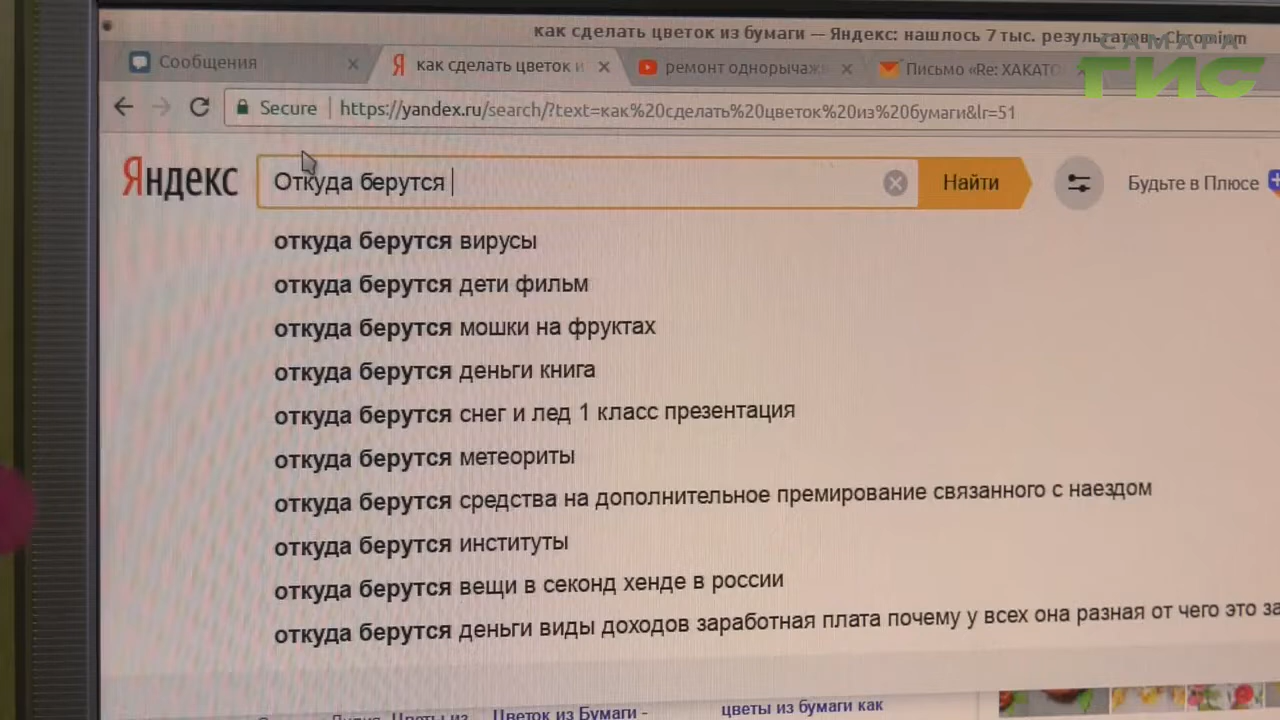 как сделать цветок из бумаги — Яндекс: нашлось 7 тыс. результатов - Chromium
САМАРА
ГИС
Сообщения
как сделать цветок и
ремонт однорычаж
Письмо «Re: ХАКАТО
Secure
https://yandex.ru/search/?text=как%20сделать%20цветок%20из%20бумаги&lr=51
Яндекс
Откуда берутся
Найти
Будьте в Плюсе
откуда берутся вирусы
откуда берутся дети фильм
откуда берутся мошки на фруктах
откуда берутся деньги книга
откуда берутся снег и лед 1 класс презентация
откуда берутся метеориты
откуда берутся средства на дополнительное премирование связанного с наездом
откуда берутся институты
откуда берутся вещи в секонд хенде в россии
откуда берутся деньги виды доходов заработная плата почему у всех она разная от чего это за
Цветы из
Цветок из Бумаги -
цветы из бумаги как